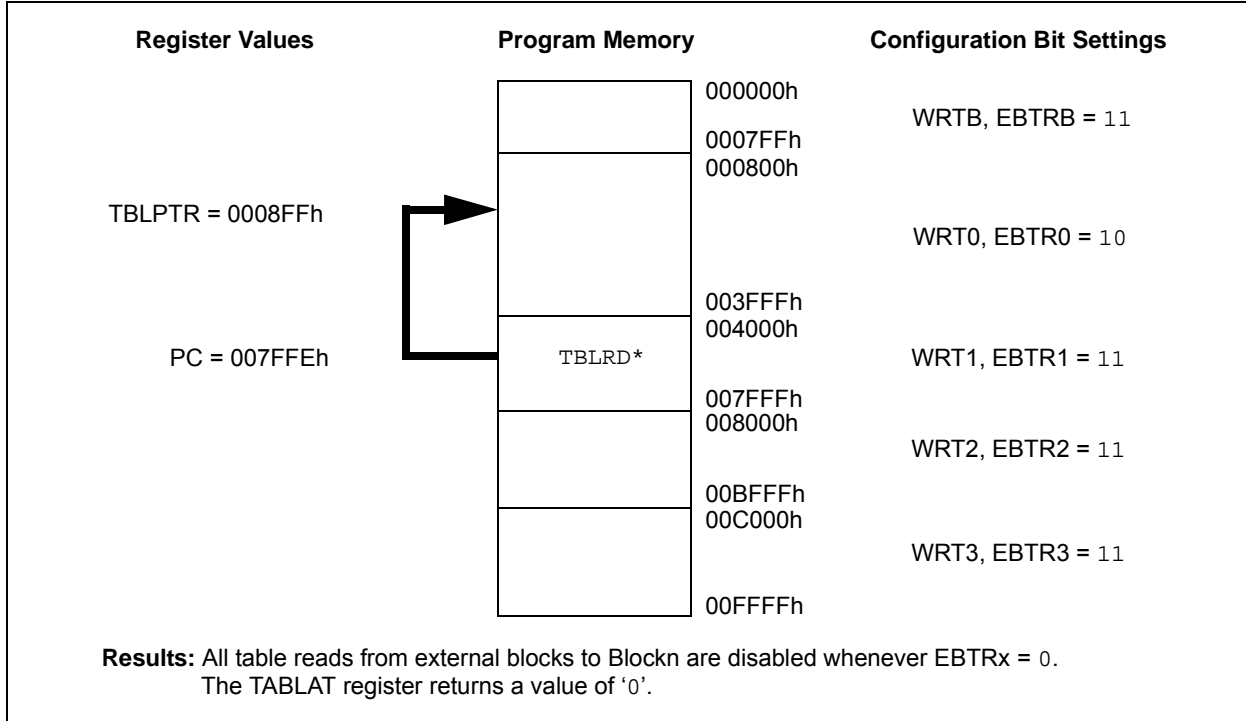 Register Values Program Memory Configuration Bit Settings
000000h
WRTB, EBTRB = 11
0007FFh
000800h
TBLPTR = 0008FFh
WRT0, EBTR0 = 10
003FFFh
004000h
PC = 007FFEh TBLRD* WRT1, EBTR1 = 11
007FFFh
008000h
WRT2, EBTR2 = 11
00BFFFh
00C000h
WRT3, EBTR3 = 11
00FFFFh
Results: All table reads from external blocks to Blockn are disabled whenever EBTRx = 0.
The TABLAT register returns a value of ‘0’.